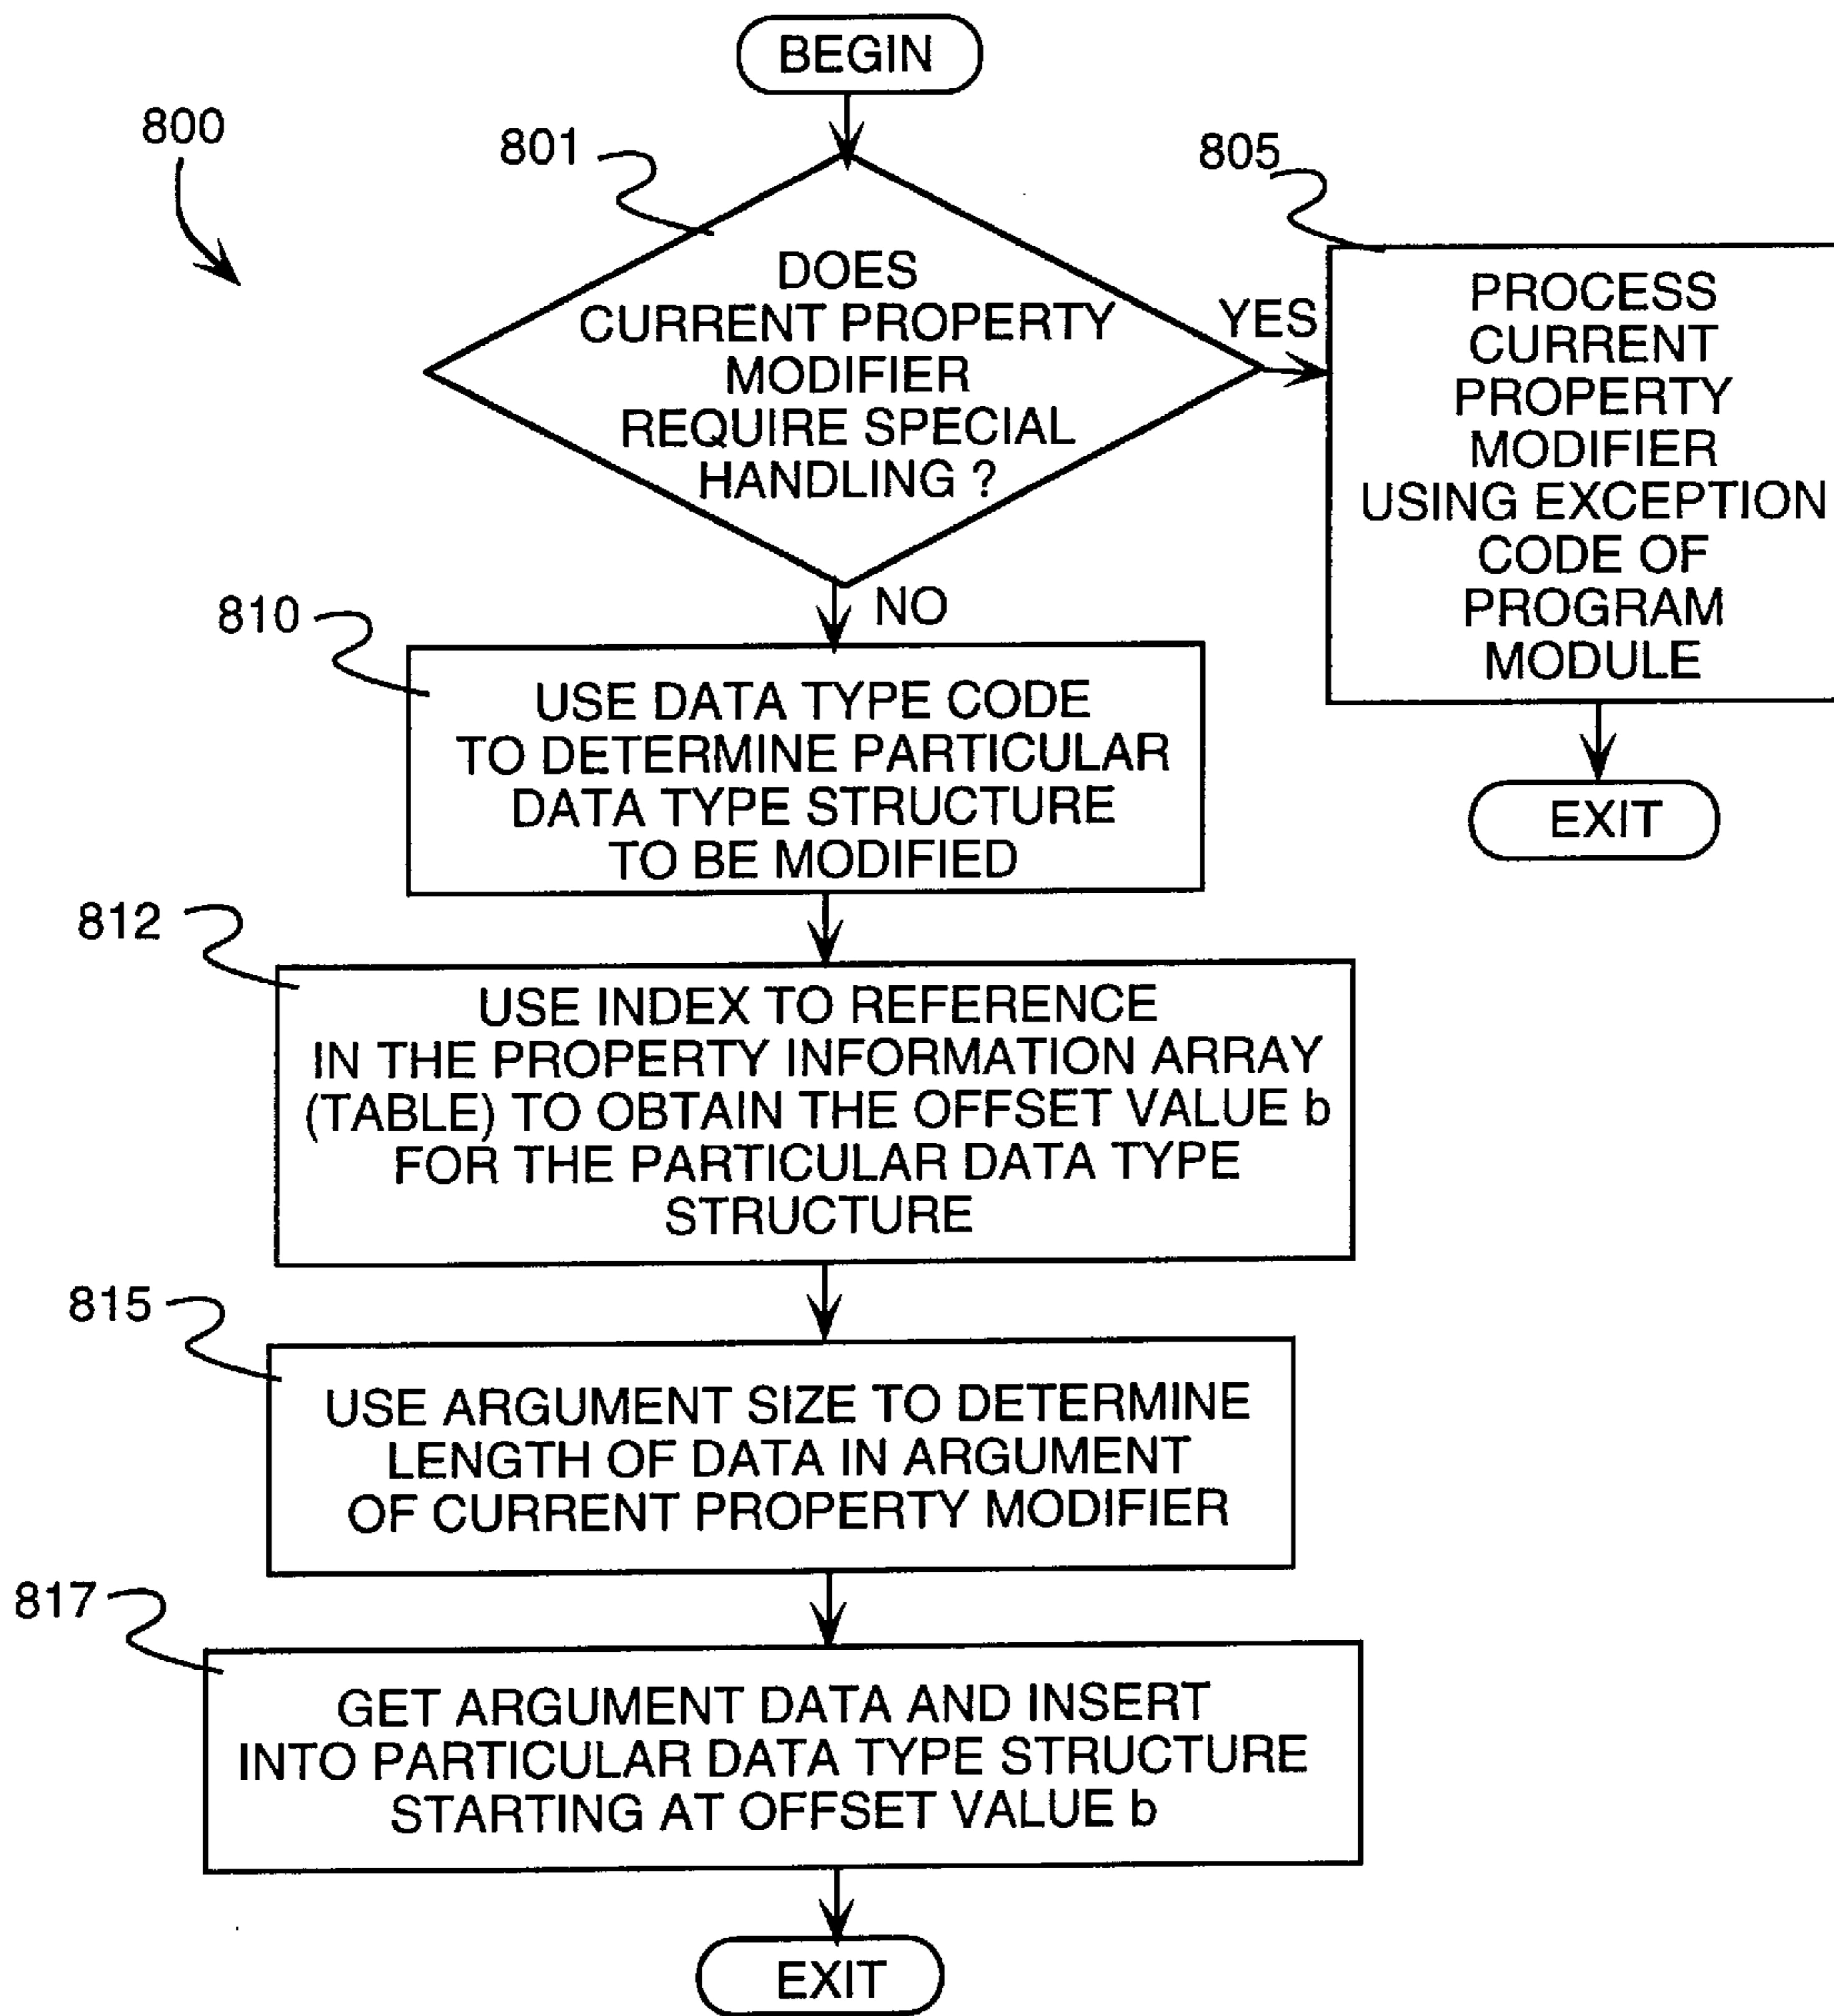 BEGIN
800
801
805
DOES
CURRENT PROPERTY
MODIFIER
REQUIRE SPECIAL
HANDLING ?
YES
PROCESS
CURRENT
PROPERTY
MODIFIER
USING EXCEPTION
CODE OF
PROGRAM
MODULE
EXIT
NO
810
USE DATA TYPE CODE
TO DETERMINE PARTICULAR
DATA TYPE STRUCTURE
TO BE MODIFIED
812
USE INDEX TO REFERENCE
IN THE PROPERTY INFORMATION ARRAY
(TABLE) TO OBTAIN THE OFFSET VALUE b
FOR THE PARTICULAR DATA TYPE
STRUCTURE
815
USE ARGUMENT SIZE TO DETERMINE
LENGTH OF DATA IN ARGUMENT
OF CURRENT PROPERTY MODIFIER
817
GET ARGUMENT DATA AND INSERT
INTO PARTICULAR DATA TYPE STRUCTURE
STARTING AT OFFSET VALUE b
EXIT